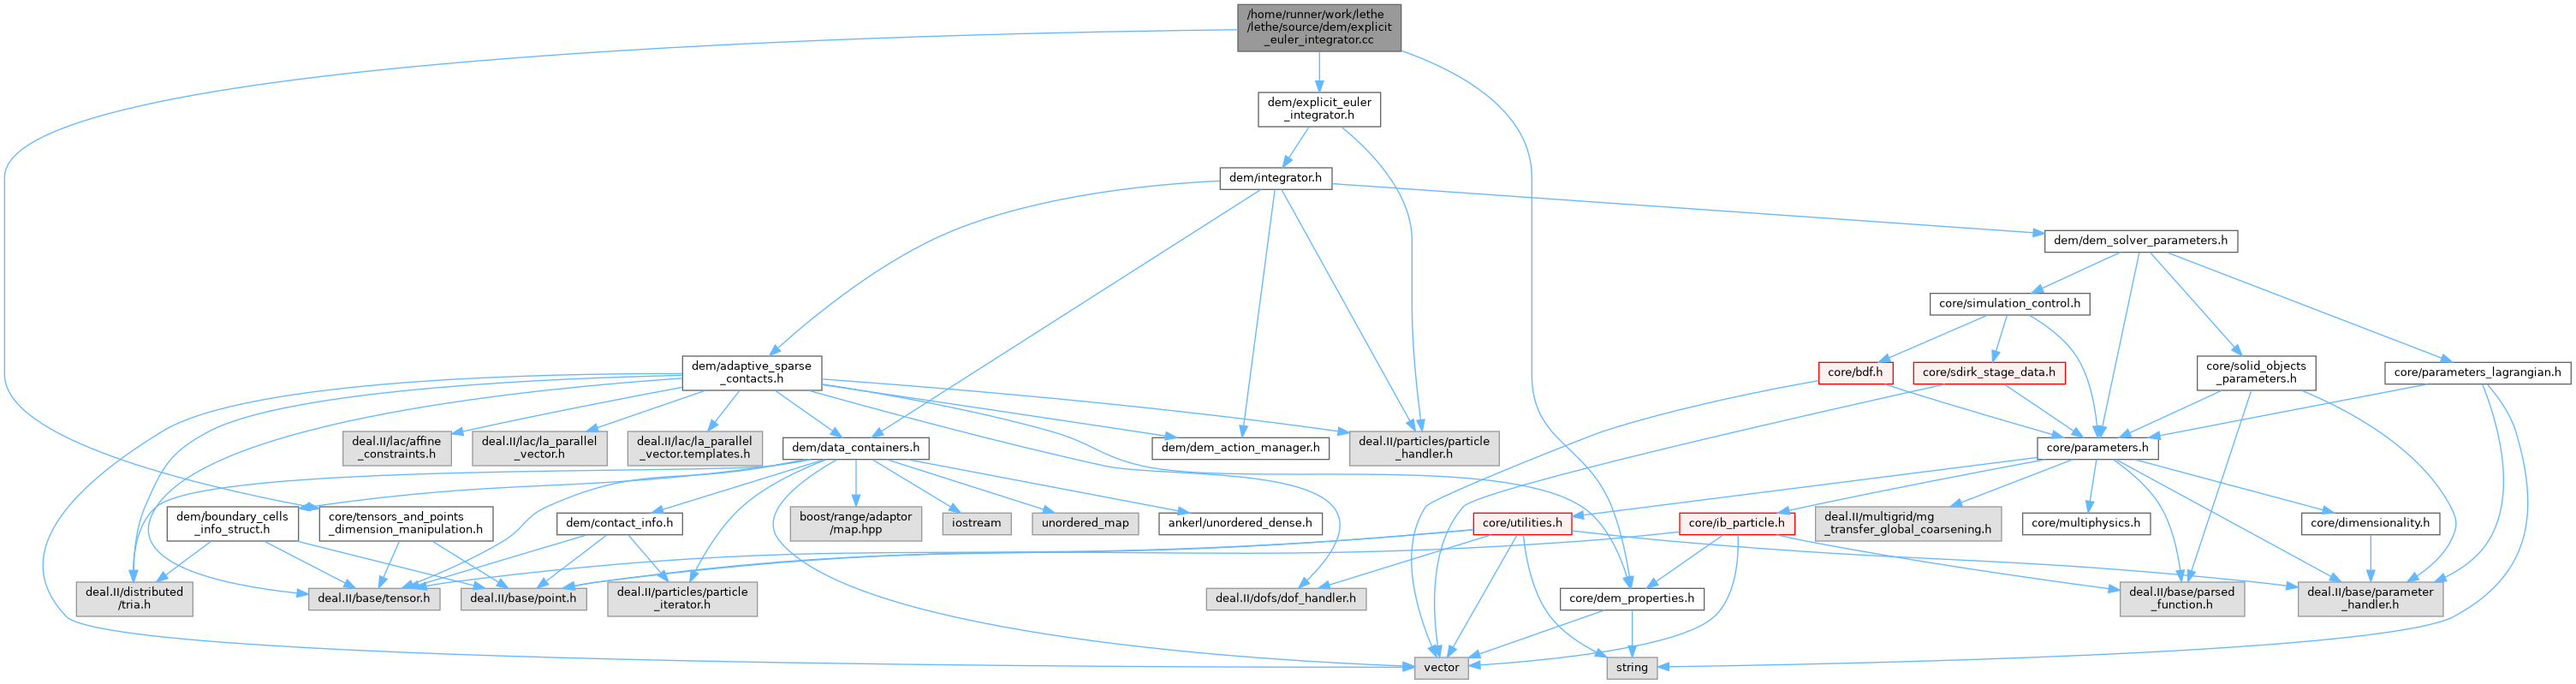 /home/runner/work/lethe
/lethe/source/dem/explicit
_euler_integrator.cc
dem/explicit_euler
_integrator.h
dem/integrator.h
dem/dem_solver_parameters.h
core/simulation_control.h
dem/adaptive_sparse
_contacts.h
core/bdf.h
core/sdirk_stage_data.h
core/solid_objects
_parameters.h
core/parameters_lagrangian.h
deal.II/lac/affine
_constraints.h
deal.II/lac/la_parallel
_vector.h
deal.II/lac/la_parallel
_vector.templates.h
dem/data_containers.h
dem/dem_action_manager.h
deal.II/particles/particle
_handler.h
core/parameters.h
dem/boundary_cells
_info_struct.h
core/tensors_and_points
_dimension_manipulation.h
dem/contact_info.h
boost/range/adaptor
/map.hpp
iostream
unordered_map
ankerl/unordered_dense.h
core/utilities.h
core/ib_particle.h
deal.II/multigrid/mg
_transfer_global_coarsening.h
core/multiphysics.h
core/dimensionality.h
deal.II/distributed
/tria.h
deal.II/base/tensor.h
deal.II/base/point.h
deal.II/particles/particle
_iterator.h
deal.II/dofs/dof_handler.h
core/dem_properties.h
deal.II/base/parsed
_function.h
deal.II/base/parameter
_handler.h
vector
string